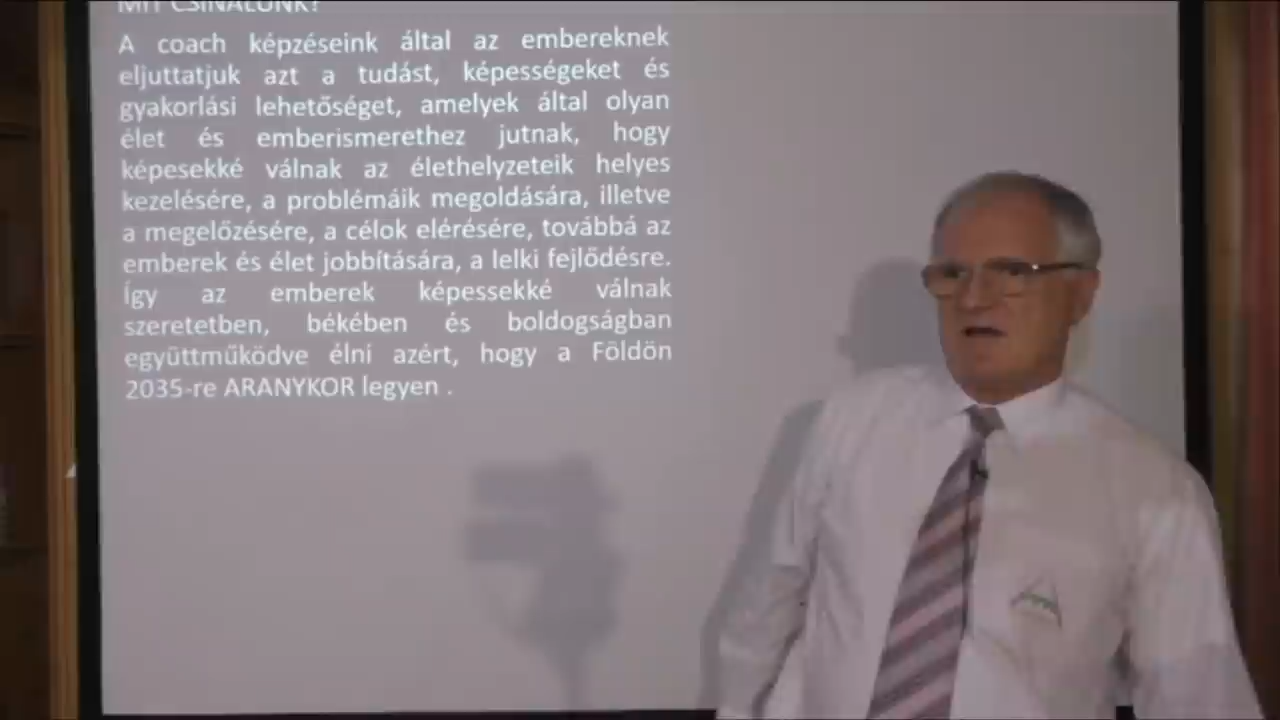 MIT CSINÁLUNK?
A coach képzéseink által az embereknek
eljuttatjuk azt a tudást, képességeket és
gyakorlási lehetőséget, amelyek által olyan
élet és emberismerethez jutnak, hogy
képesekké válnak az élethelyzeteik helyes
kezelésére, a problémáik megoldására, illetve
a megelőzésére, a célok elérésére, továbbá az
emberek és élet jobbítására, a lelki fejlődésre.
Így az emberek képessekké válnak
szeretetben, békében és boldogságban
együttműködve élni azért, hogy a Földön
2035-re ARANYKOR legyen .